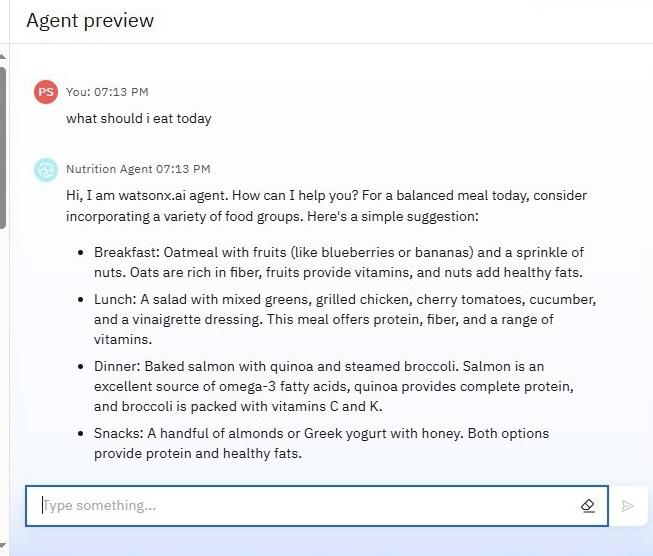 Agent preview
PS
You: 07:13 PM
what should i eat today
Nutrition Agent 07:13 PM
Hi, I am watsonx.ai agent. How can I help you? For a balanced meal today, consider
incorporating a variety of food groups. Here's a simple suggestion:
• Breakfast: Oatmeal with fruits (like blueberries or bananas) and a sprinkle of
nuts. Oats are rich in fiber, fruits provide vitamins, and nuts add healthy fats.
• Lunch: A salad with mixed greens, grilled chicken, cherry tomatoes, cucumber,
and a vinaigrette dressing. This meal offers protein, fiber, and a range of
vitamins.
• Dinner: Baked salmon with quinoa and steamed broccoli. Salmon is an
excellent source of omega-3 fatty acids, quinoa provides complete protein,
and broccoli is packed with vitamins C and K.
• Snacks: A handful of almonds or Greek yogurt with honey. Both options
provide protein and healthy fats.
Type something...